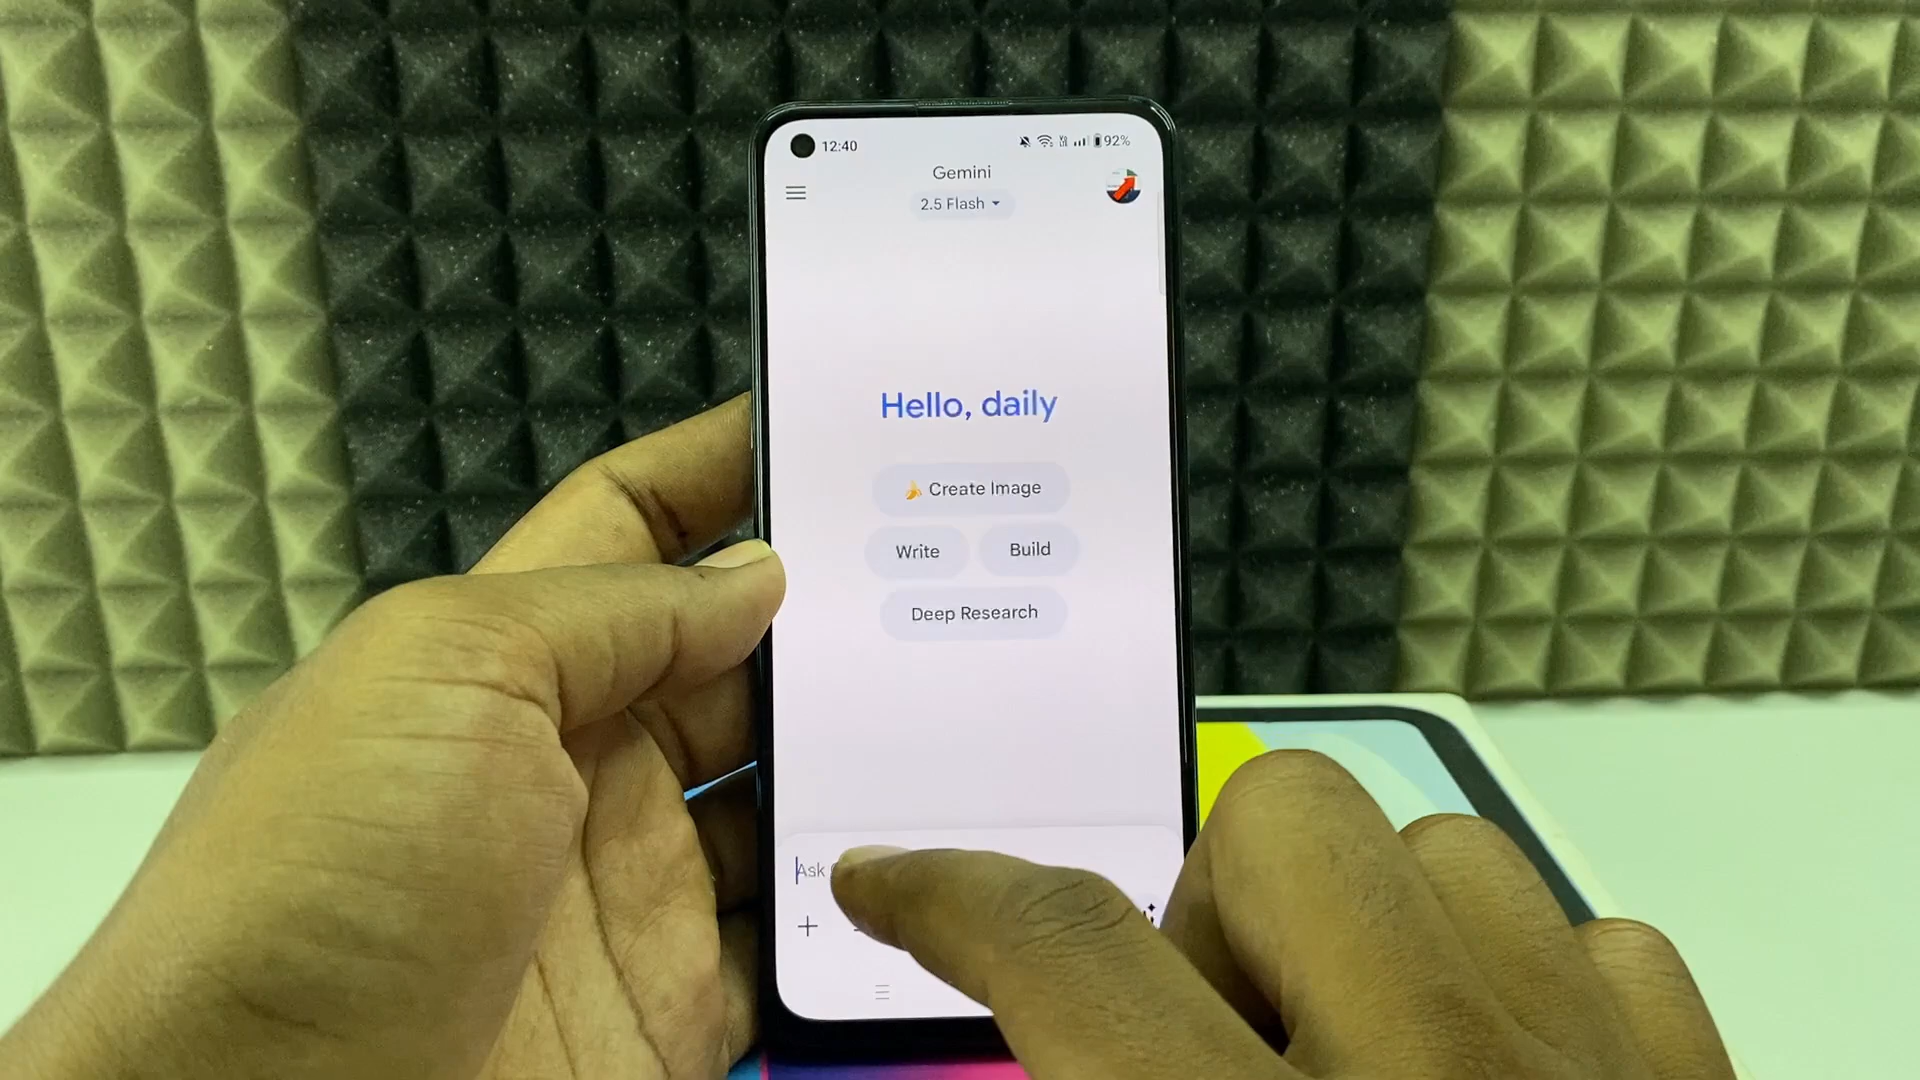 12:40
92%
Gemini
2.5 Flash
Hello, daily
Create Image
Write
Build
Deep Research
Ask